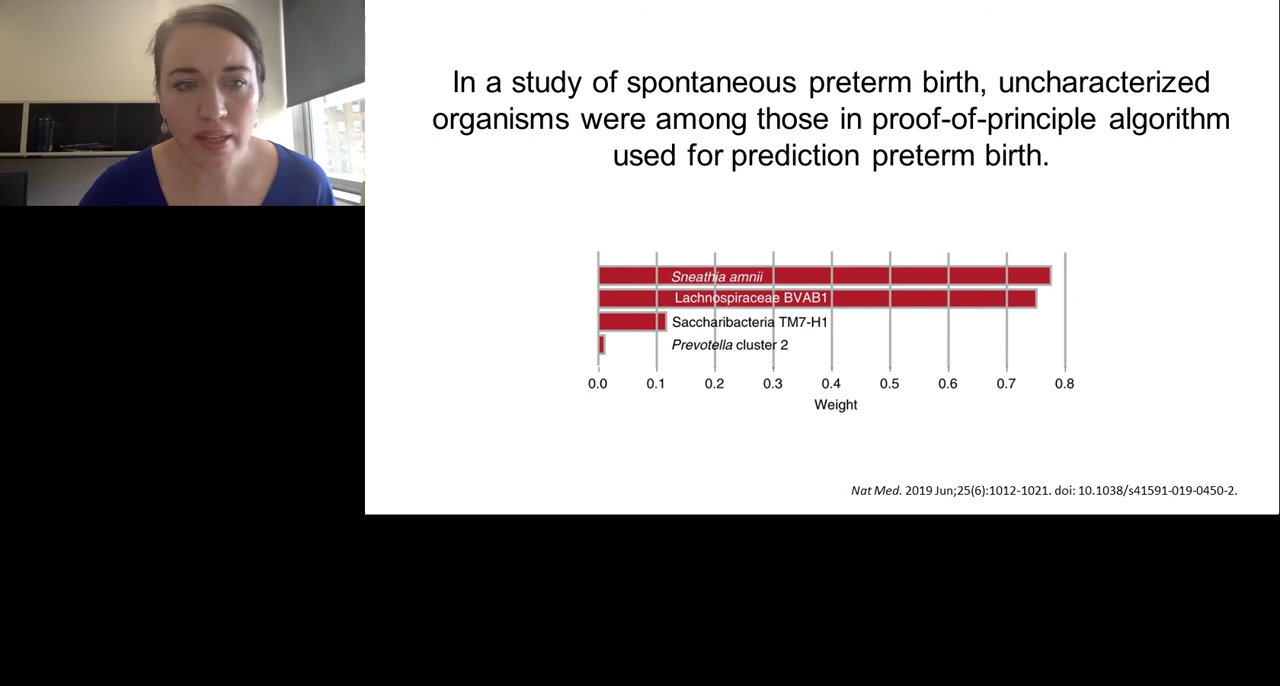 In a study of spontaneous preterm birth, uncharacterized
organisms were among those in proof-of-principle algorithm
used for prediction preterm birth.
Sneathia amnii
Lachnospiraceae BVAB1
Saccharibacteria TM7-H1
Prevotella cluster 2
0.0 0.1 0.2 0.3 0.4 0.5 0.6 0.7 0.8
Weight
Nat Med. 2019 Jun;25(6):1012-1021. doi: 10.1038/s41591-019-0450-2.